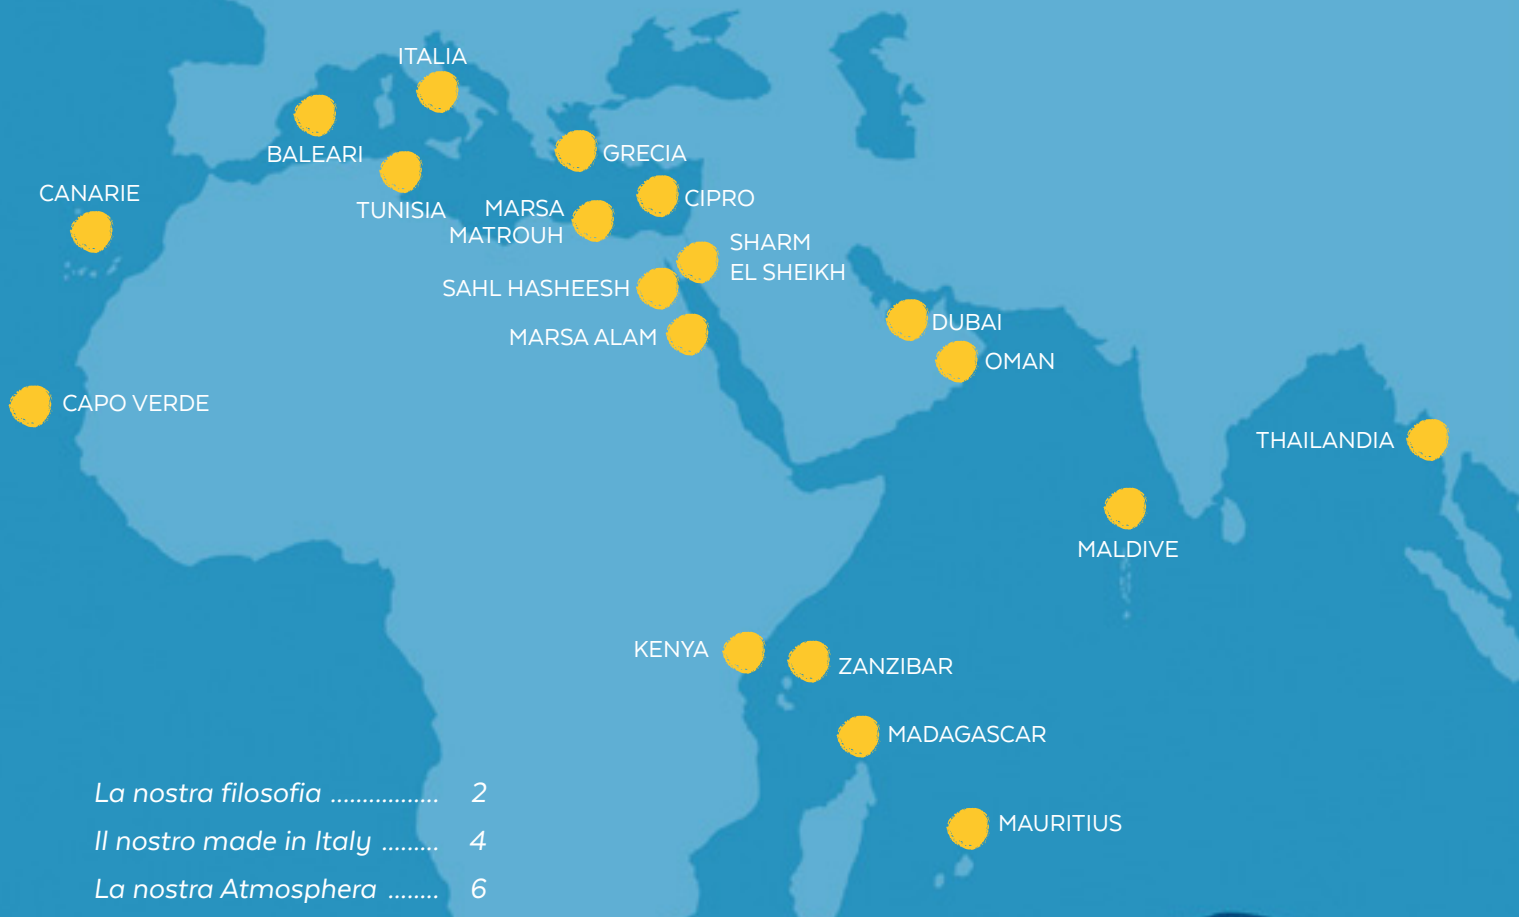 ITALIA
BALEARI
GRECIA
CANARIE
TUNISIA
CIPRO
MARSA
MATROUH
SHARM
EL SHEIKH
SAHL HASHEESH
DUBAI
MARSA ALAM
OMAN
CAPO VERDE
THAILANDIA
MALDIVE
KENYA
ZANZIBAR
MADAGASCAR
MAURITIUS
La nostra filosofia ................. 2
Il nostro made in Italy ......... 4
La nostra Atmosphera ........ 6